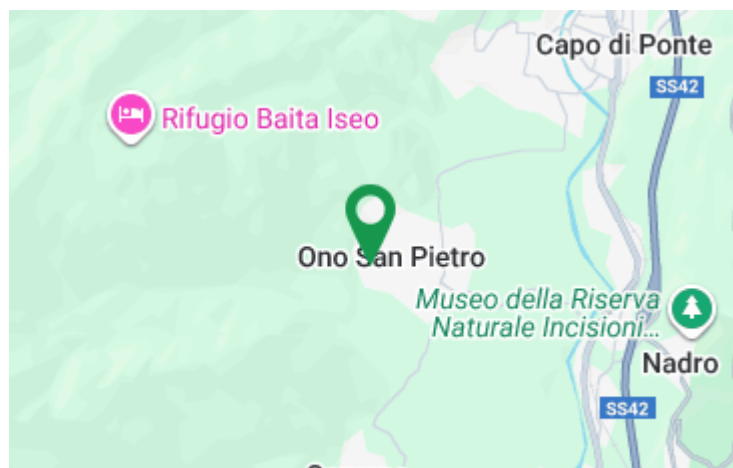 Capo di Ponte
SS42
Rifugio Baita Iseo
Ono San Pietro
Museo della Riserva
Naturale Incisioni...
Nadro
SS42